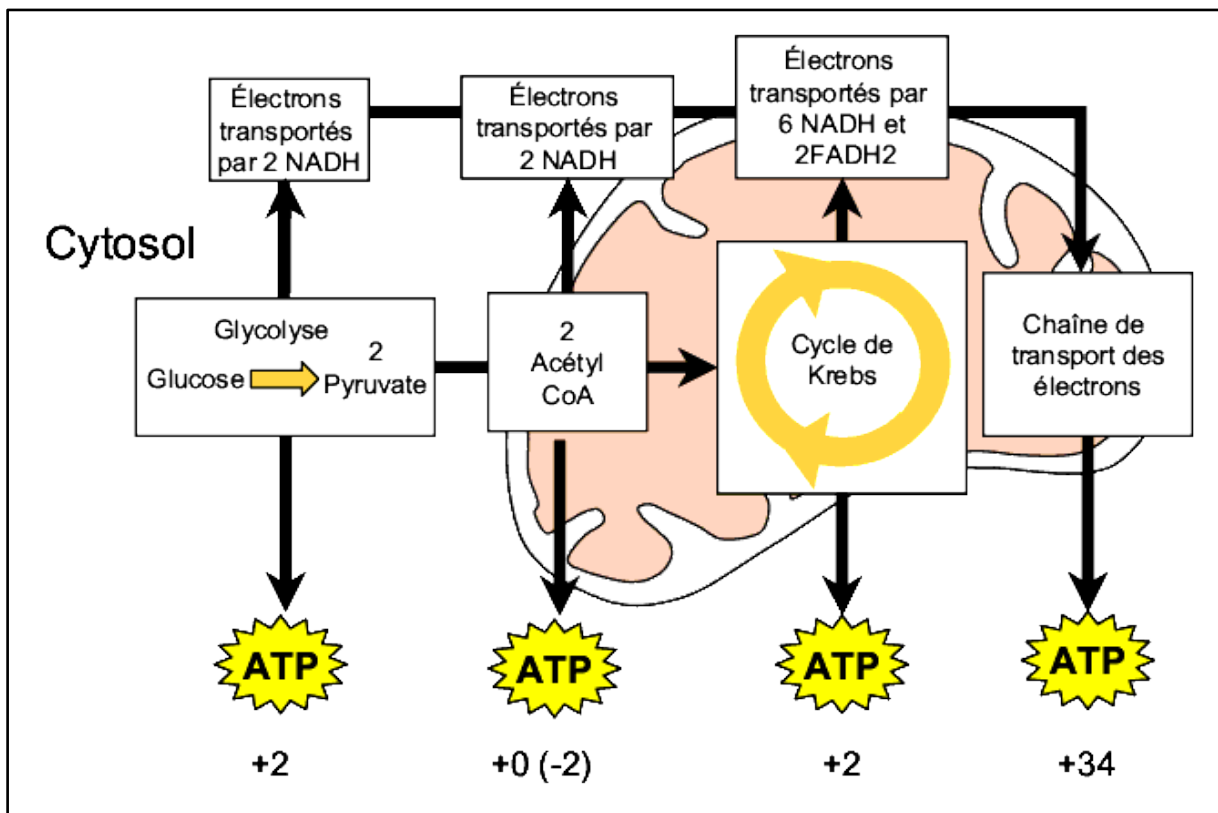 Électrons
transportés
par 2 NADH
Électrons
transportés par
2 NADH
Électrons
transportés par
6 NADH et
2FADH2
Cytosol
Glycolyse
Glucose
2
Pyruvate
2
Acétyl
CoA
Cycle de
Krebs
Chaîne de
transport des
électrons
ATP
ATP
ATP
ATP
+2
+0 (-2)
+2
+34